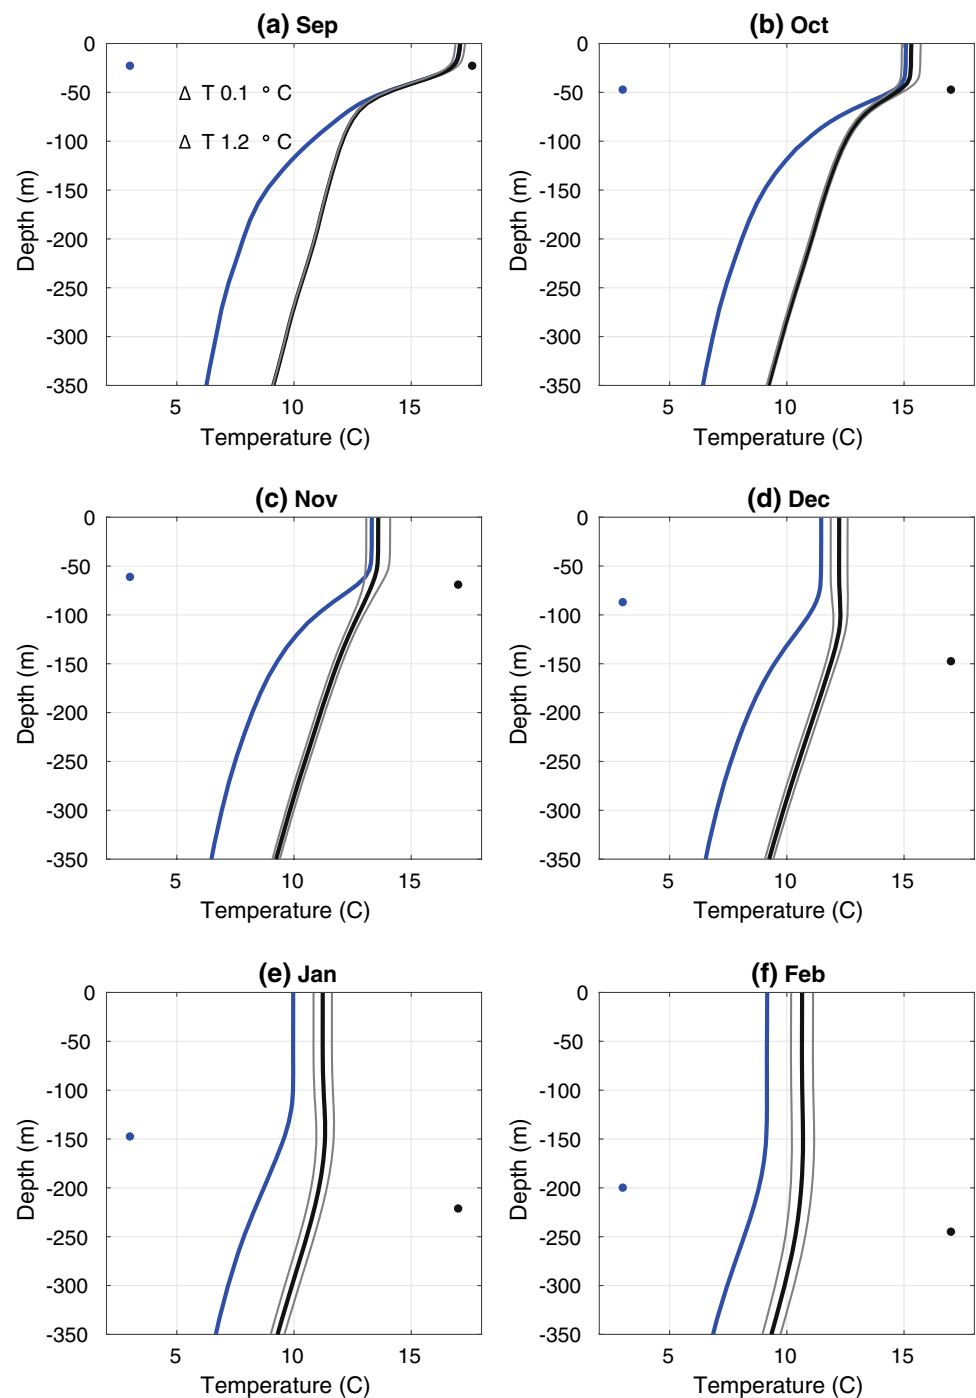 (a) Sep
0
-50
-100
-150
-200
-250
-300
-350
Depth (m)
Δ T 0.1 ° C
Δ T 1.2 ° C
5 10 15
Temperature (C)
(b) Oct
0
-50
-100
-150
-200
-250
-300
-350
Depth (m)
5 10 15
Temperature (C)
(c) Nov
0
-50
-100
-150
-200
-250
-300
-350
Depth (m)
5 10 15
Temperature (C)
(d) Dec
0
-50
-100
-150
-200
-250
-300
-350
Depth (m)
5 10 15
Temperature (C)
(e) Jan
0
-50
-100
-150
-200
-250
-300
-350
Depth (m)
5 10 15
Temperature (C)
(f) Feb
0
-50
-100
-150
-200
-250
-300
-350
Depth (m)
5 10 15
Temperature (C)